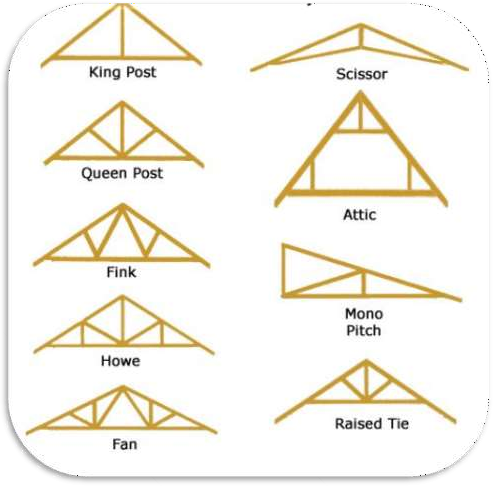 King Post
Queen Post
Fink
Howe
Fan
Scissor
Attic
Mono
Pitch
Raised Tie